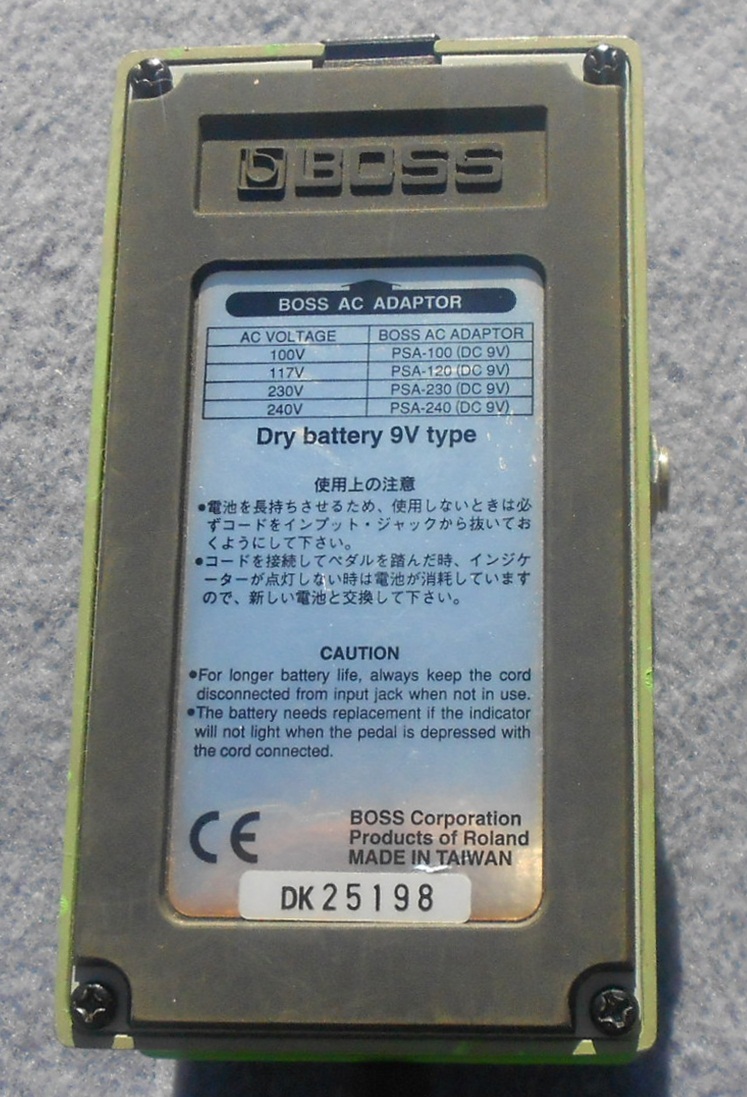 BOSS
BOSS AC ADAPTOR
AC VOLTAGE BOSS AC ADAPTOR
100V PSA-100 (DC 9V)
117V PSA-120 (DC 9V)
230V PSA-230 (DC 9V)
240V PSA-240 (DC 9V)
Dry battery 9V type
使用上の注意
●電池を長持ちさせるため、使用しないときは必
ずコードをインプット・ジャックから抜いてお
くようにして下さい。
●コードを接続してペダルを踏んだ時、インジケ
ーターが点灯しない時は電池が消耗しています
ので、新しい電池と交換して下さい。
CAUTION
●For longer battery life, always keep the cord
disconnected from input jack when not in use.
●The battery needs replacement if the indicator
will not light when the pedal is depressed with
the cord connected.
CE BOSS Corporation
Products of Roland
MADE IN TAIWAN
DK25198